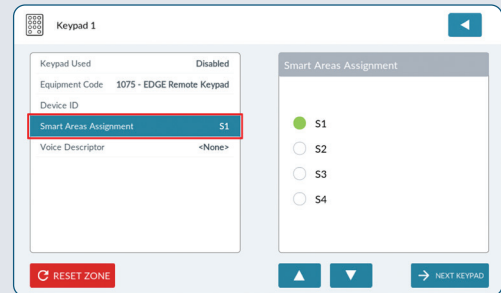 Keypad 1
Keypad Used Disabled
Equipment Code 1075 - EDGE Remote Keypad
Device ID
Smart Areas Assignment S1
Voice Descriptor <None>
Smart Areas Assignment
S1
S2
S3
S4
RESET ZONE
NEXT KEYPAD